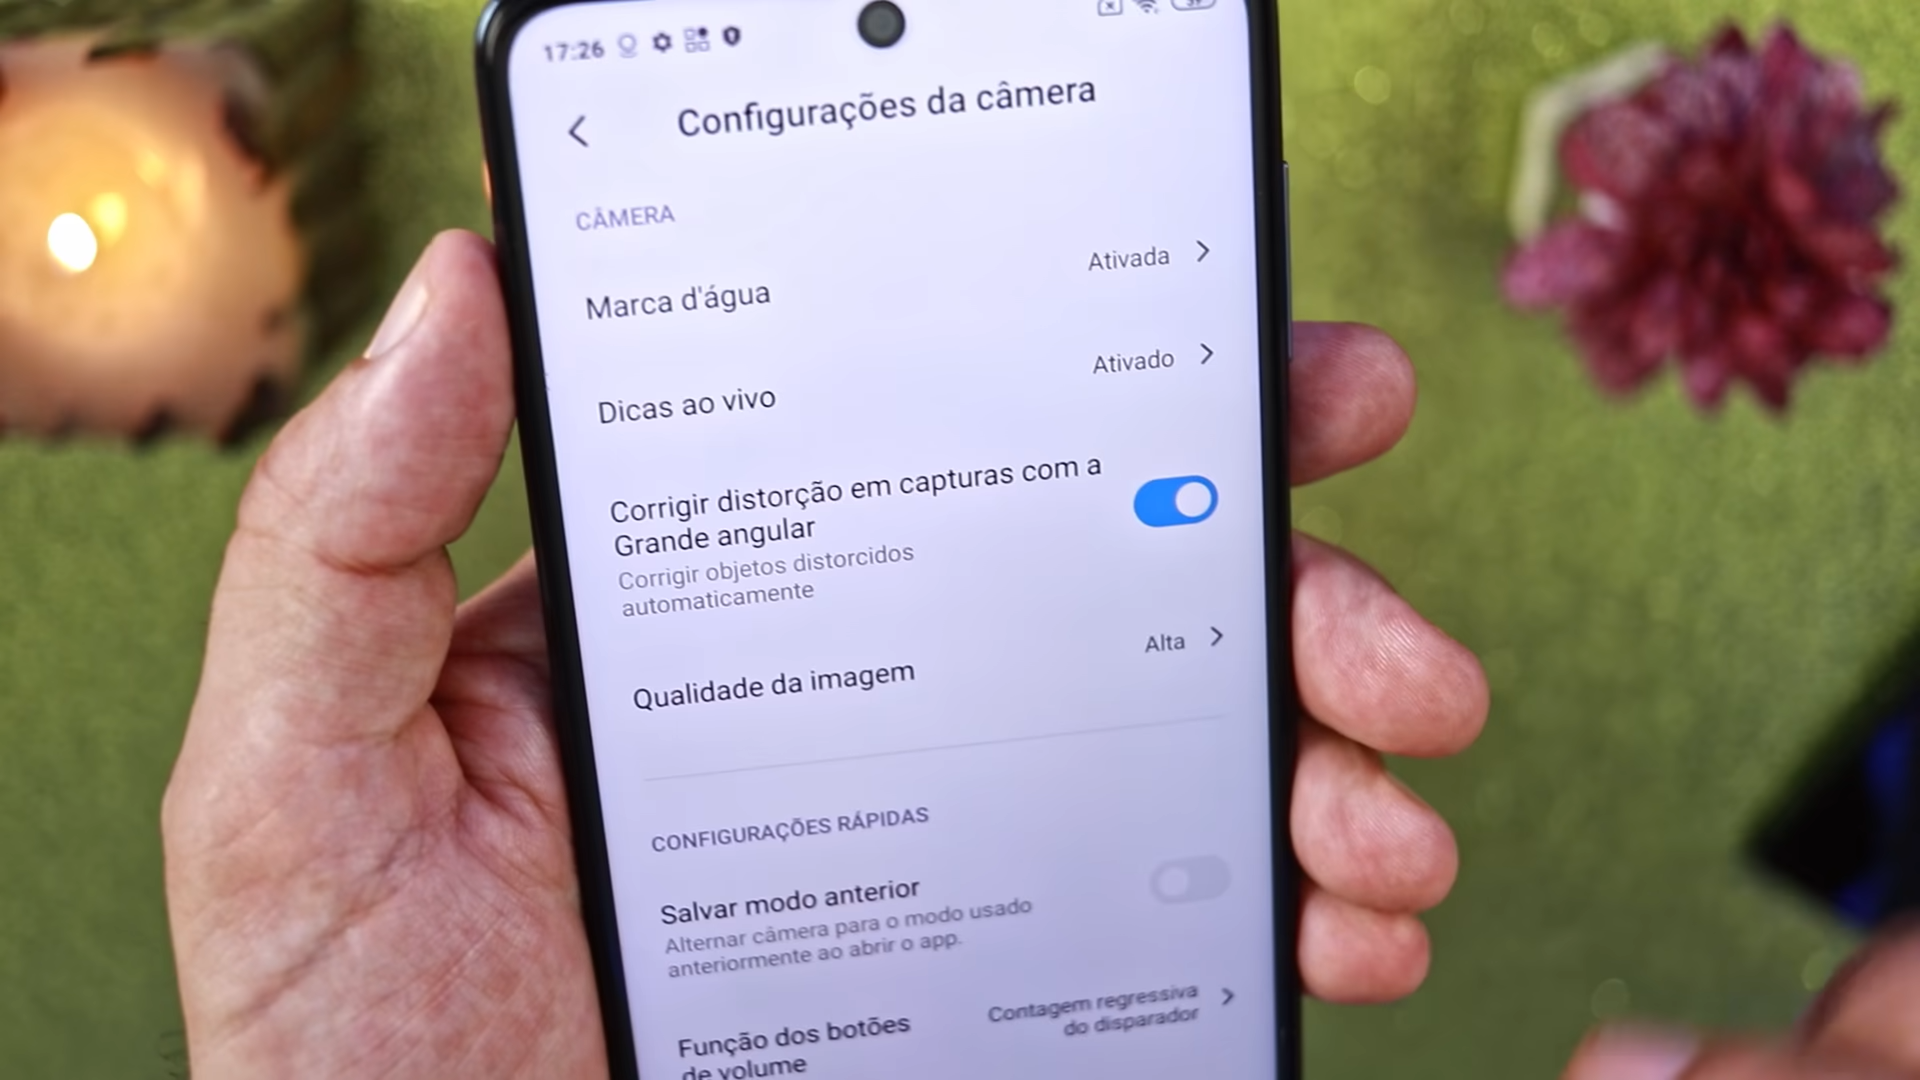 17:26
Configurações da câmera
CÂMERA
Marca d'água
Ativada
Dicas ao vivo
Ativado
Corrigir distorção em capturas com a
Grande angular
Corrigir objetos distorcidos
automaticamente
Qualidade da imagem
Alta
CONFIGURAÇÕES RÁPIDAS
Salvar modo anterior
Alternar câmera para o modo usado
anteriormente ao abrir o app.
Função dos botões
de volume
Contagem regressiva
do disparador